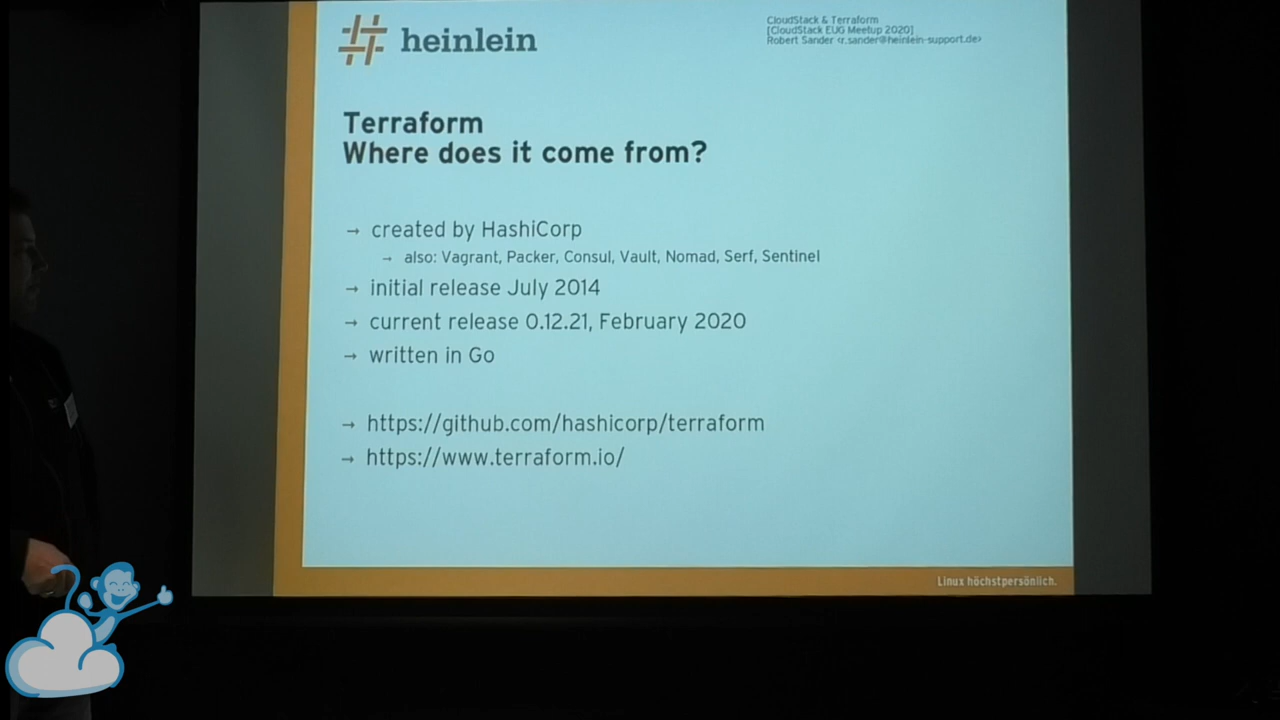 heinlein
CloudStack & Terraform
[CloudStack EUG Meetup 2020]
Robert Sander <r.sander@heinlein-support.de>
Terraform
Where does it come from?
→ created by HashiCorp
→ also: Vagrant, Packer, Consul, Vault, Nomad, Serf, Sentinel
→ initial release July 2014
→ current release 0.12.21, February 2020
→ written in Go
→ https://github.com/hashicorp/terraform
→ https://www.terraform.io/
Linux höchstpersönlich.